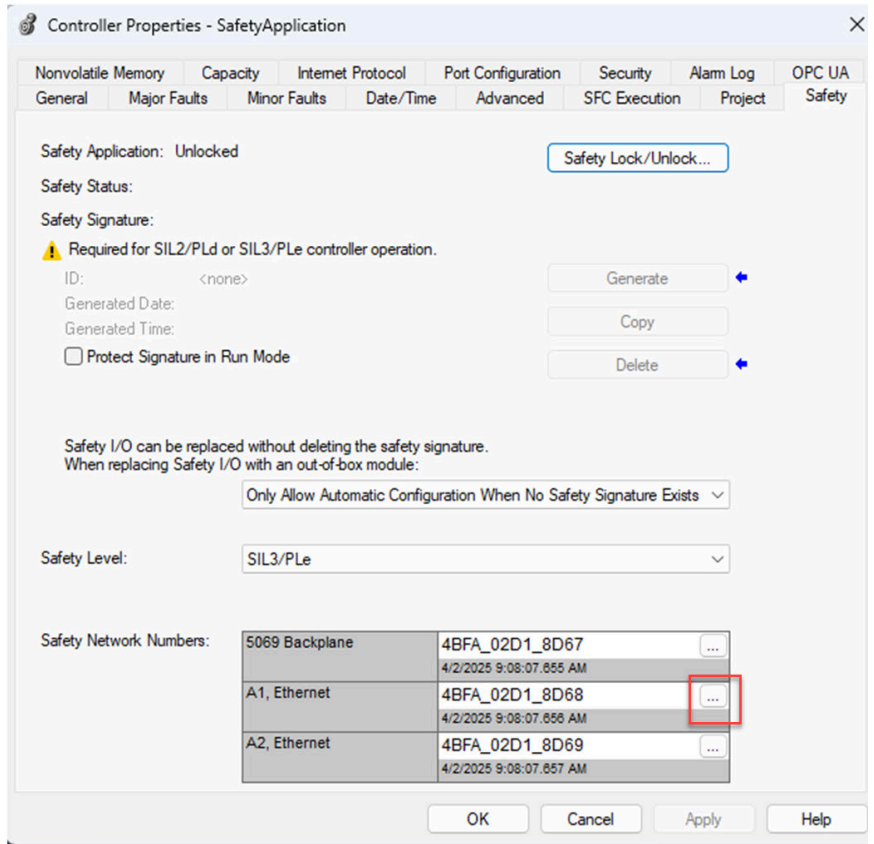 Controller Properties - SafetyApplication
Nonvolatile Memory Capacity Internet Protocol Port Configuration Security Alarm Log OPC UA
General Major Faults Minor Faults Date/Time Advanced SFC Execution Project Safety
Safety Application: Unlocked
Safety Lock/Unlock...
Safety Status:
Safety Signature:
Required for SIL2/PLd or SIL3/PLe controller operation.
ID: <none>
Generate
Generated Date:
Generated Time:
Copy
Protect Signature in Run Mode
Delete
Safety I/O can be replaced without deleting the safety signature.
When replacing Safety I/O with an out-of-box module:
Only Allow Automatic Configuration When No Safety Signature Exists
Safety Level: SIL3/PLe
Safety Network Numbers: 5069 Backplane 4BFA_02D1_8D67 ...
4/2/2025 9:08:07.655 AM
A1, Ethernet 4BFA_02D1_8D68 ...
4/2/2025 9:08:07.656 AM
A2, Ethernet 4BFA_02D1_8D69 ...
4/2/2025 9:08:07.657 AM
OK Cancel Apply Help